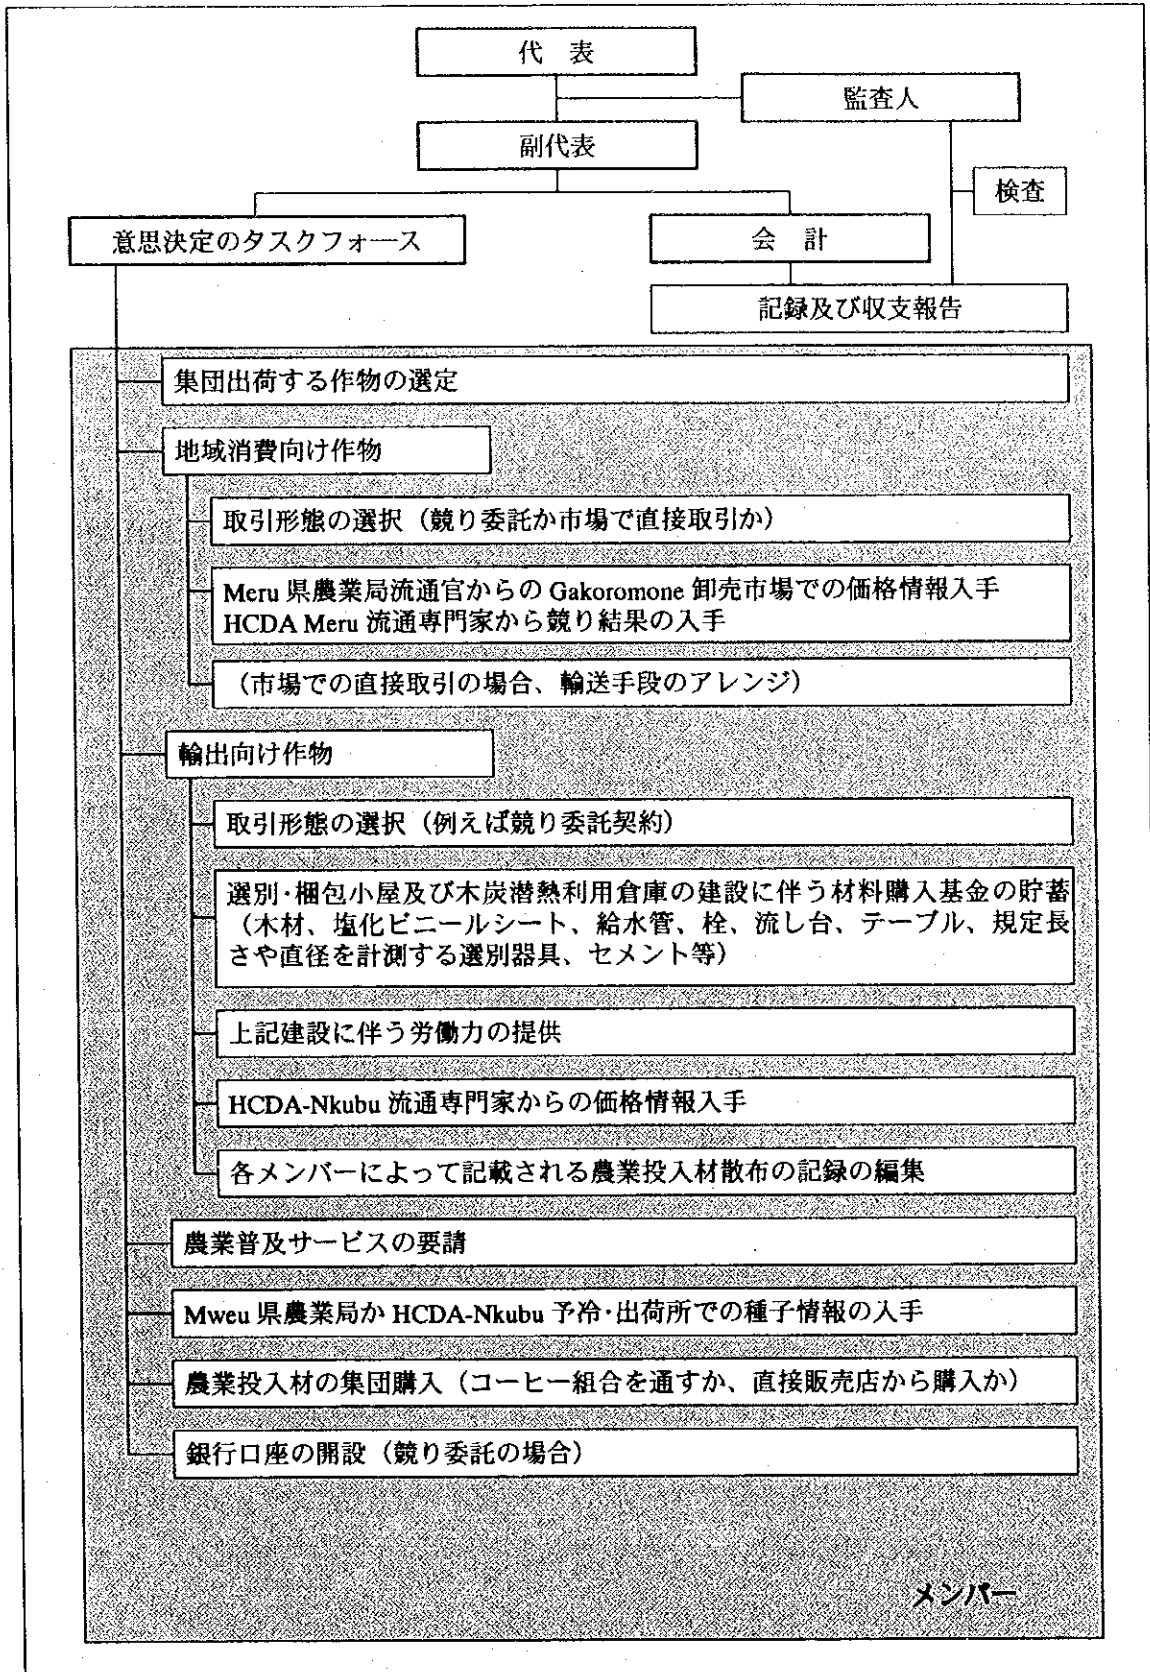 代 表
監査人
副代表
検査
意思決定のタスクフォース
会 計
記録及び収支報告
集団出荷する作物の選定
地域消費向け作物
取引形態の選択（競り委託か市場で直接取引か）
Meru 県農業局流通官からの Gakoromone 卸売市場での価格情報入手
HCDA Meru 流通専門家から競り結果の入手
（市場での直接取引の場合、輸送手段のアレンジ）
輸出向け作物
取引形態の選択（例えば競り委託契約）
選別・梱包小屋及び木炭潜熱利用倉庫の建設に伴う材料購入基金の貯蓄
（木材、塩化ビニールシート、給水管、栓、流し台、テーブル、規定長
さや直径を計測する選別器具、セメント等）
上記建設に伴う労働力の提供
HCDA-Nkubu 流通専門家からの価格情報入手
各メンバーによって記載される農業投入材散布の記録の編集
農業普及サービスの要請
Mweu 県農業局か HCDA-Nkubu 予冷・出荷所での種子情報の入手
農業投入材の集団購入（コーヒー組合を通すか、直接販売店から購入か）
銀行口座の開設（競り委託の場合）
メンバー